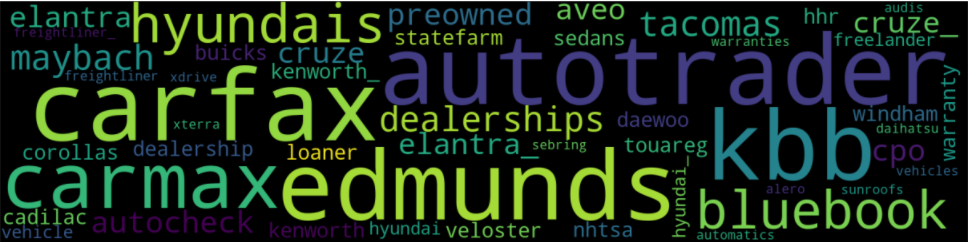 elantra hyundais preowned aveo tacomas hhr audis cruze_
freightliner_ statefarm sedans warranties freelander
maybach buicks cruze
freightliner xdrive kenworth_ autotrader
carfax xterra dealerships daewoo kbb windham warranty
daihatsu
corollas dealership loaner elantra_ sebring touareg cpo
vehicles
carmax edmunds hyundai_ bluebook alero sunroofs
cadilac autocheck
vehicle kenworth hyundai veloster nhtsa automatics